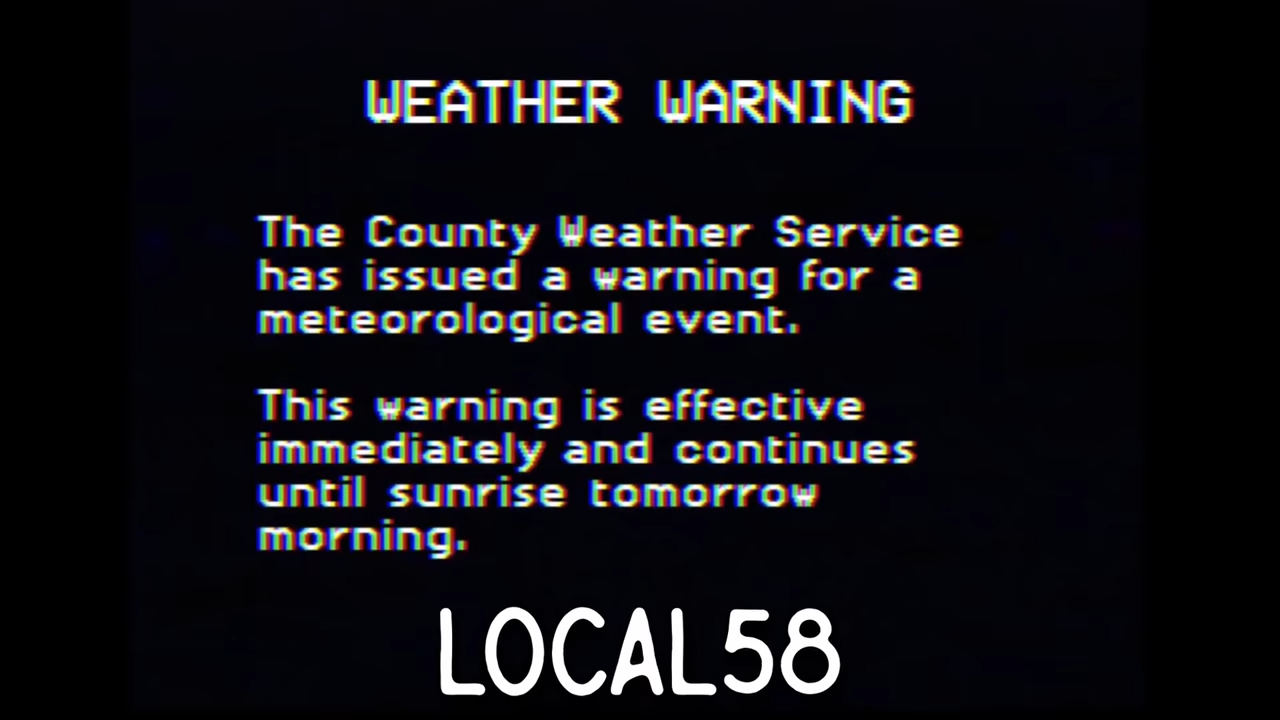 WEATHER WARNING
The County Weather Service
has issued a warning for a
meteorological event.
This warning is effective
immediately and continues
until sunrise tomorrow
morning.
LOCAL58